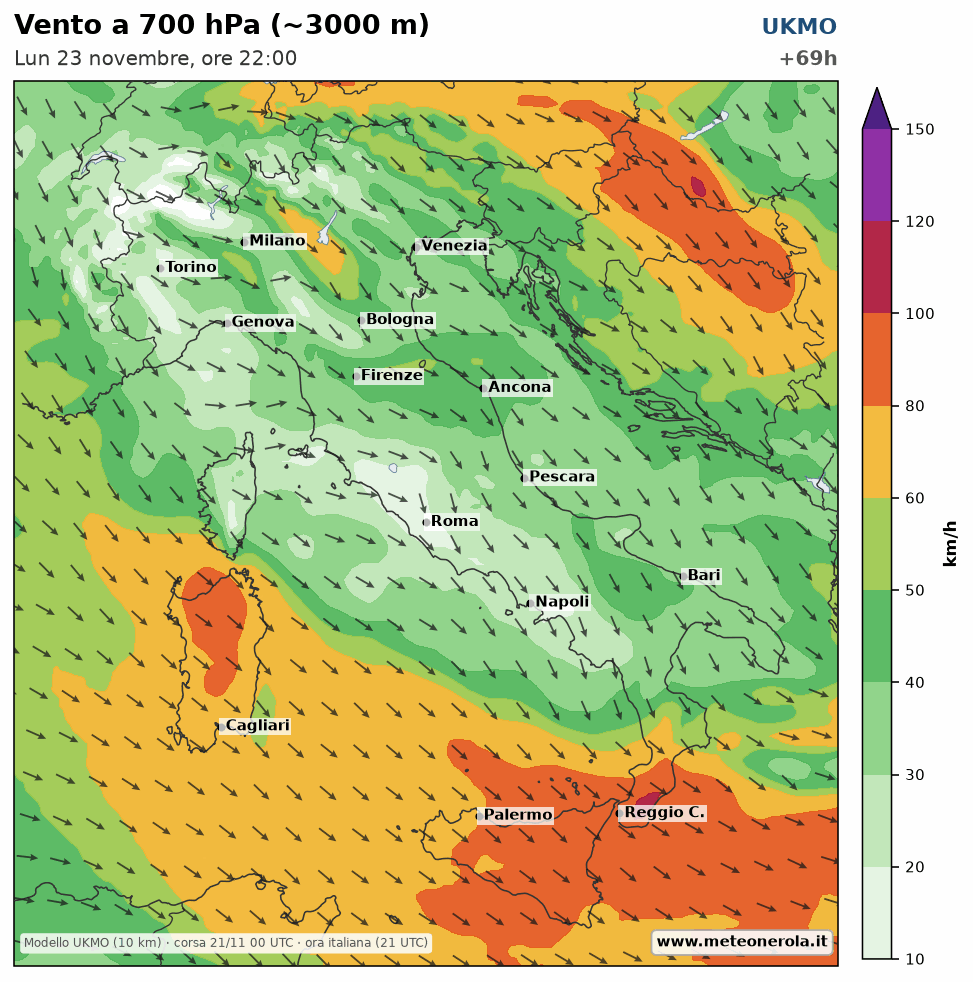 Vento a 700 hPa (~3000 m)
UKMO
Lun 23 novembre, ore 22:00
+69h
Milano
Venezia
Torino
Genova
Bologna
Firenze
Ancona
Pescara
Roma
Bari
Napoli
Cagliari
Palermo
Reggio C.
150
120
100
80
60
50
40
30
20
10
km/h
Modello UKMO (10 km) · corsa 21/11 00 UTC · ora italiana (21 UTC)
www.meteonerola.it